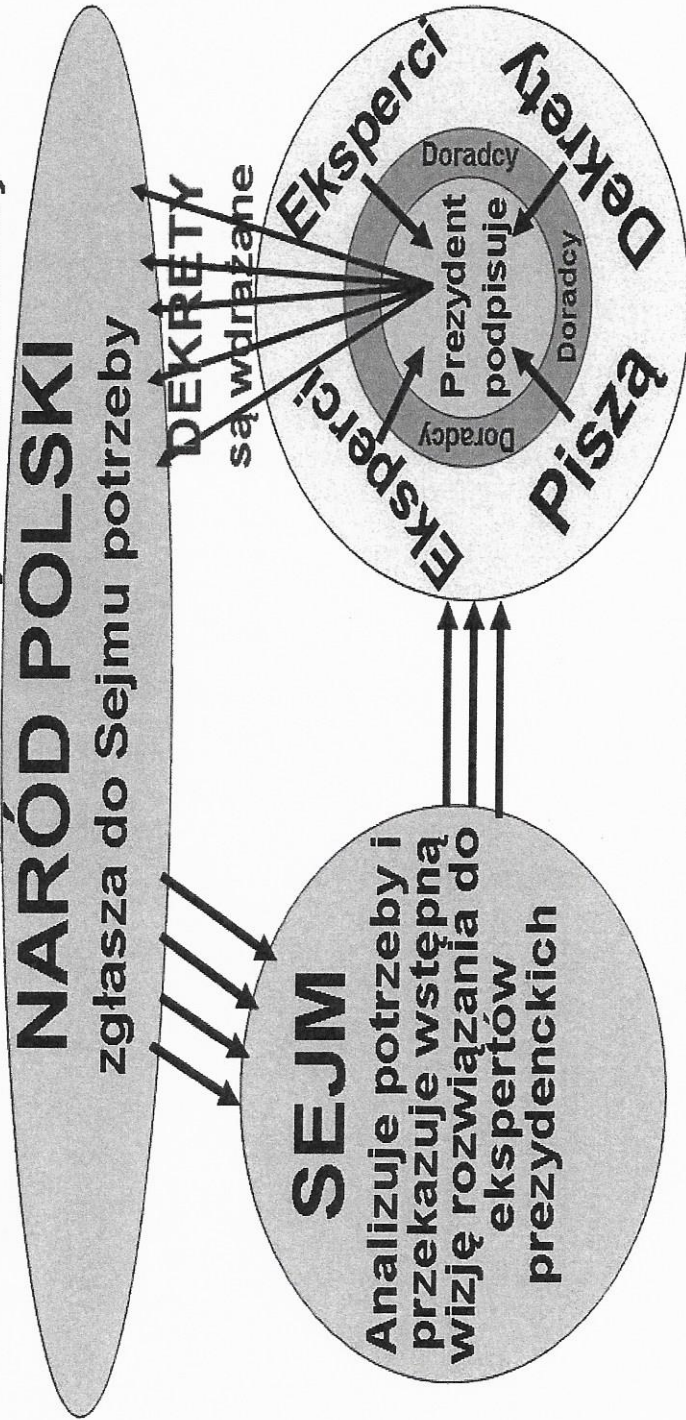 NARÓD POLSKI
zgłasza do Sejmu potrzeby
DEKRETY
są wdrażane
SEJM
Analizuje potrzeby i
przekazuje wstępną
wizję rozwiązania do
ekspertów
prezydenckich
Eksperci
Eksperci
Doradcy
Doradcy
Prezydent
podpisuje
Doradcy
Piszą
Dekrety